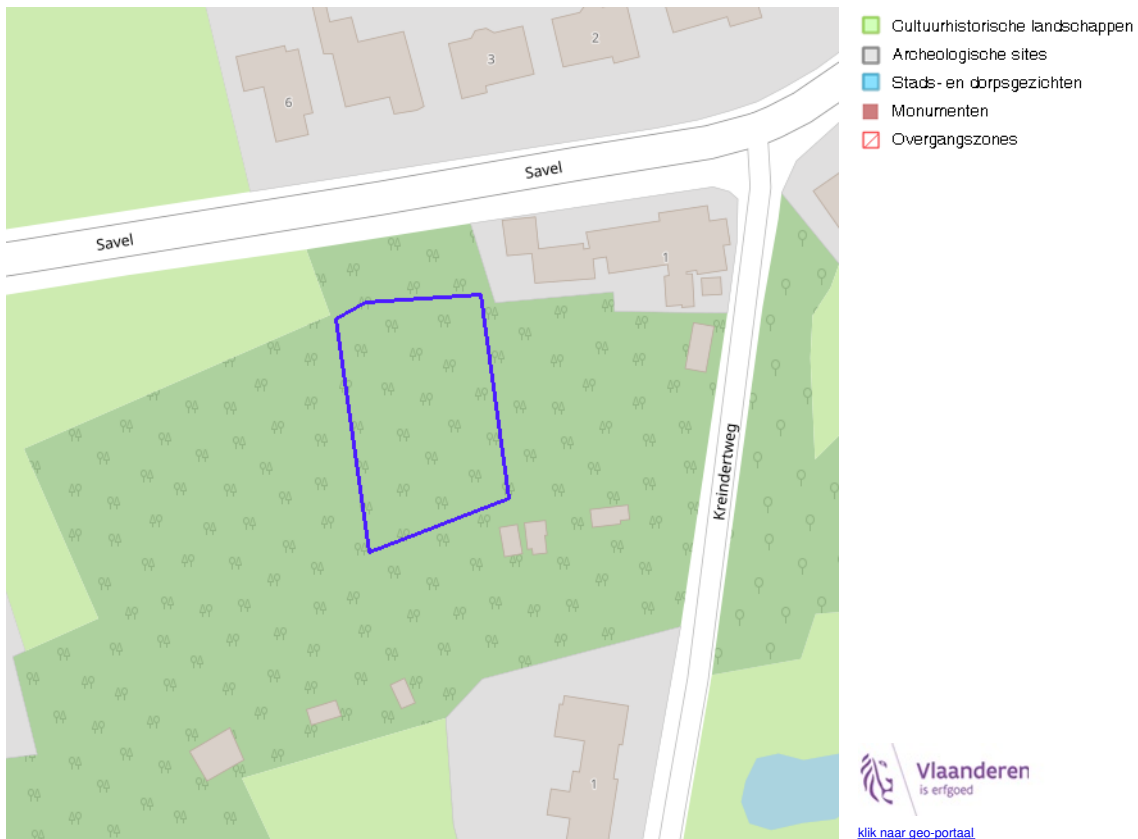 6
3
2
Savel
Savel
1
Kreindertweg
1
Cultuurhistorische landschappen
Archeologische sites
Stads- en dorpsgezichten
Monumenten
Overgangszones
Vlaanderen
is erfgoed
klik naar geo-portaal